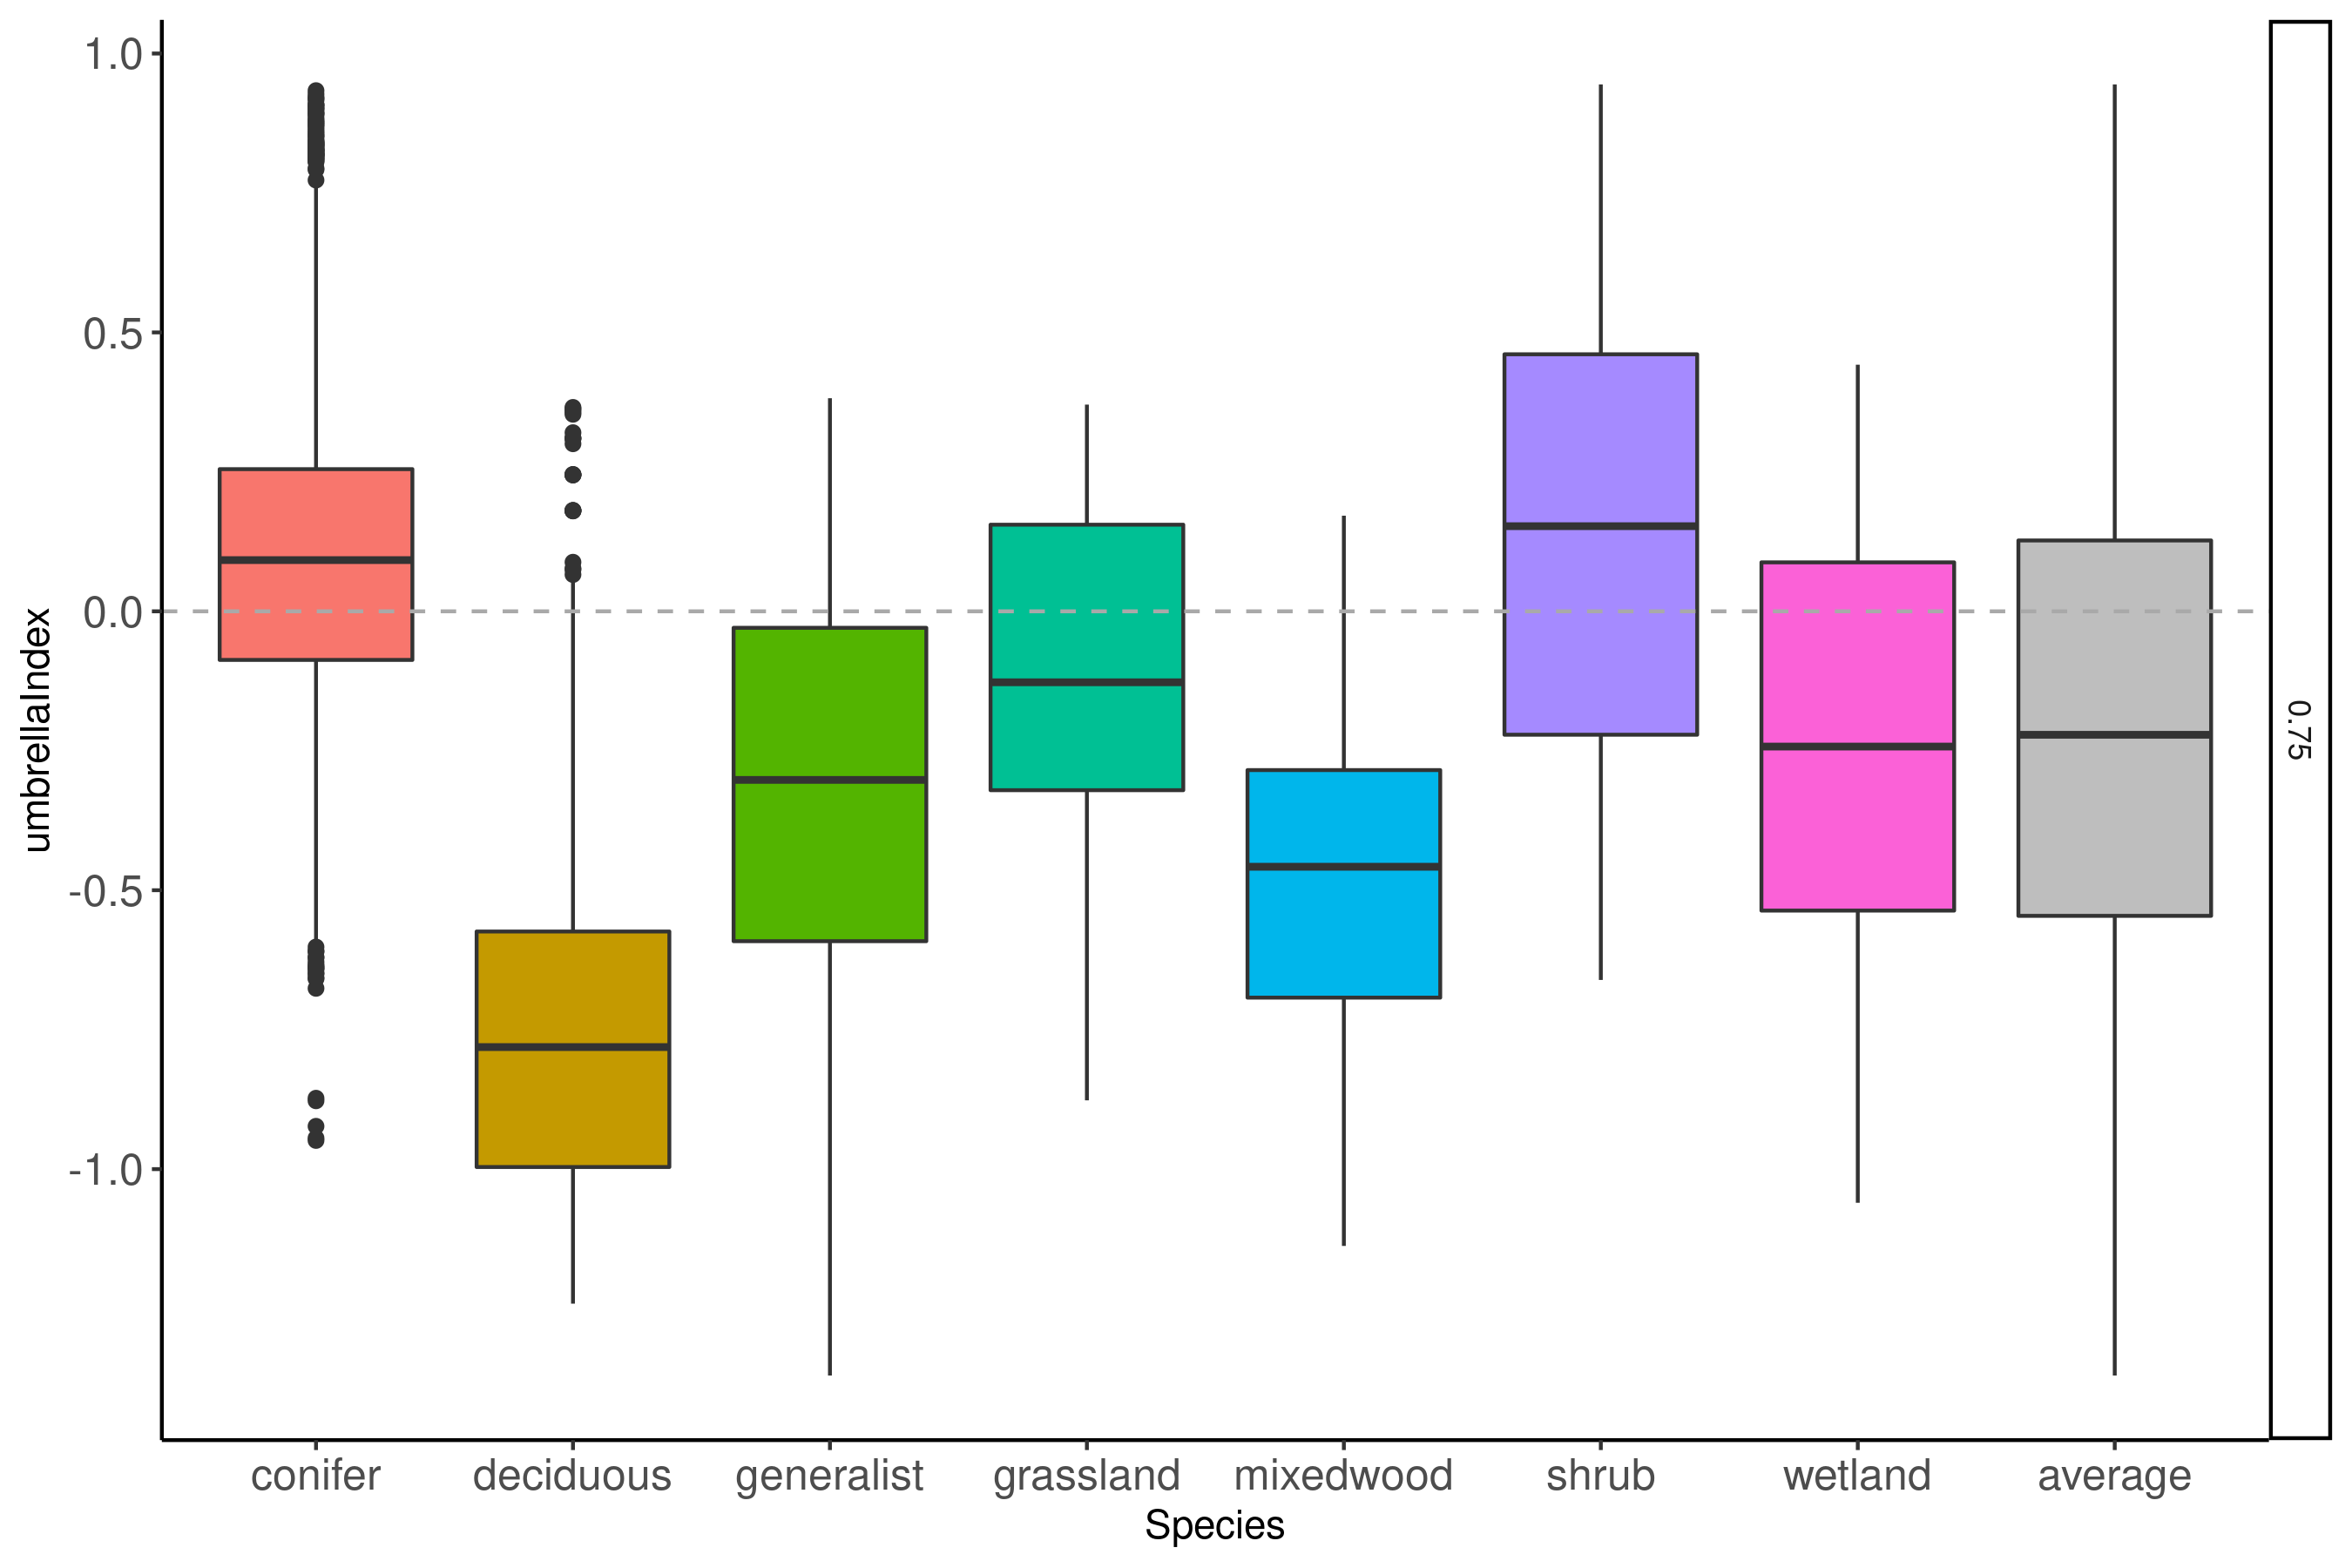 1.0
0.5
0.0
-0.5
-1.0
umbrellaIndex
conifer deciduous generalist grassland mixedwood shrub wetland average
Species
0.75